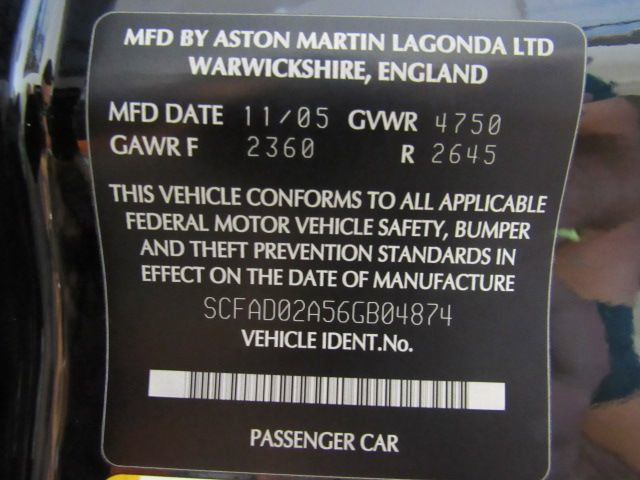 MFD BY ASTON MARTIN LAGONDA LTD
WARWICKSHIRE, ENGLAND
MFD DATE 11/05 GVWR 4750
GAWR F 2360 R 2645
THIS VEHICLE CONFORMS TO ALL APPLICABLE
FEDERAL MOTOR VEHICLE SAFETY, BUMPER
AND THEFT PREVENTION STANDARDS IN
EFFECT ON THE DATE OF MANUFACTURE
SCFAD02A56GB04874
VEHICLE IDENT.No.
PASSENGER CAR